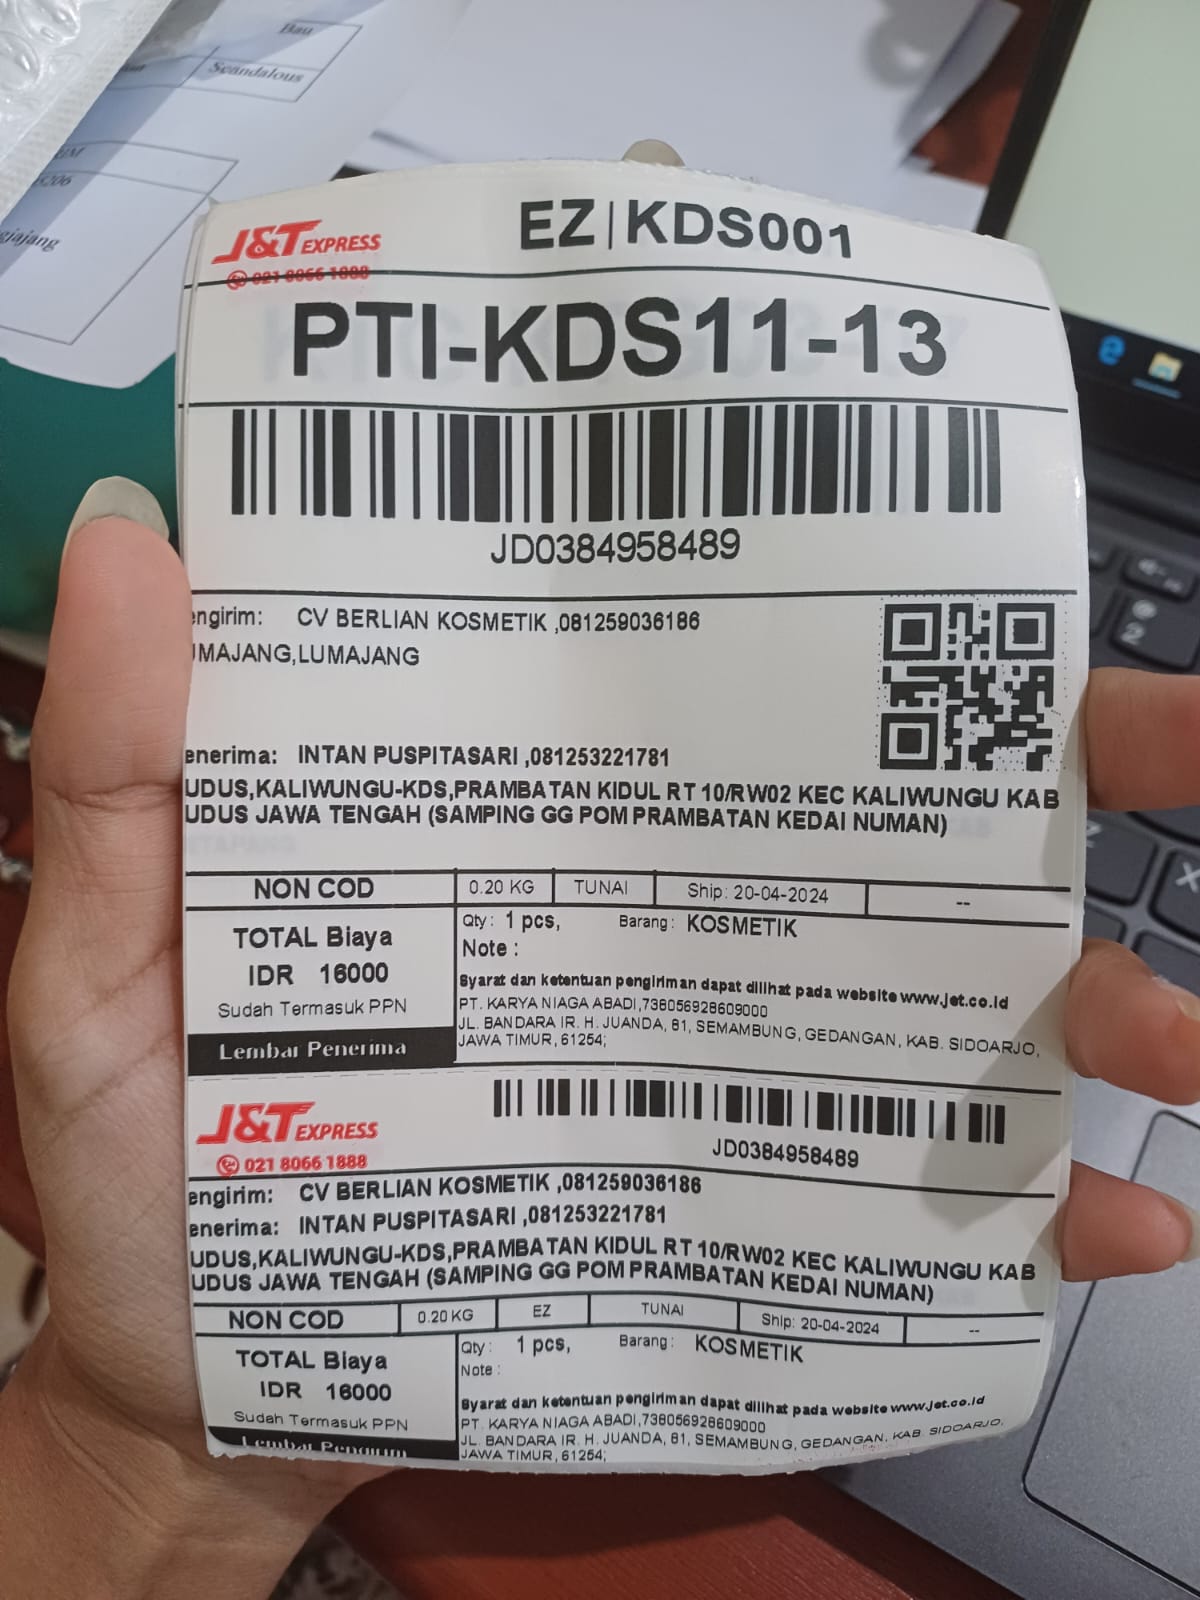 Bau
Scandalous
J&T EXPRESS
021 8066 1888
EZ|KDS001
PTI-KDS11-13
JD0384958489
engirim: CV BERLIAN KOSMETIK ,081259036186
MAJANG,LUMAJANG
enerima: INTAN PUSPITASARI ,081253221781
UDUS,KALIWUNGU-KDS,PRAMBATAN KIDUL RT 10/RW02 KEC KALIWUNGU KAB
UDUS JAWA TENGAH (SAMPING GG POM PRAMBATAN KEDAI NUMAN)
NON COD 0.20 KG TUNAI Ship: 20-04-2024 --
TOTAL Biaya
IDR 16000
Sudah Termasuk PPN
Lembar Penerima
Qty : 1 pcs, Barang : KOSMETIK
Note :
Syarat dan ketentuan pengiriman dapat dilihat pada website www.jet.co.id
PT. KARYA NIAGA ABADI,738056928609000
JL. BANDARA IR. H. JUANDA, 81, SEMAMBUNG, GEDANGAN, KAB. SIDOARJO,
JAWA TIMUR, 61254;
J&T EXPRESS
021 8066 1888
JD0384958489
engirim: CV BERLIAN KOSMETIK ,081259036186
enerima: INTAN PUSPITASARI ,081253221781
UDUS,KALIWUNGU-KDS,PRAMBATAN KIDUL RT 10/RW02 KEC KALIWUNGU KAB
UDUS JAWA TENGAH (SAMPING GG POM PRAMBATAN KEDAI NUMAN)
NON COD 0.20 KG EZ TUNAI Ship: 20-04-2024 --
TOTAL Biaya
IDR 16000
Sudah Termasuk PPN
Lembar Pengirim
Qty : 1 pcs, Barang : KOSMETIK
Note :
Syarat dan ketentuan pengiriman dapat dilihat pada website www.jet.co.id
PT. KARYA NIAGA ABADI,738056928609000
JL. BANDARA IR. H. JUANDA, 81, SEMAMBUNG, GEDANGAN, KAB. SIDOARJO,
JAWA TIMUR, 61254;